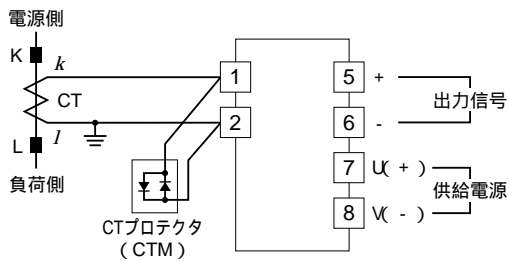 電源側
K
k
CT
l
L
負荷側
CTプロテクタ
(CTM)
1
2
5 +
6 -
出力信号
7 U(+)
8 V(-)
供給電源